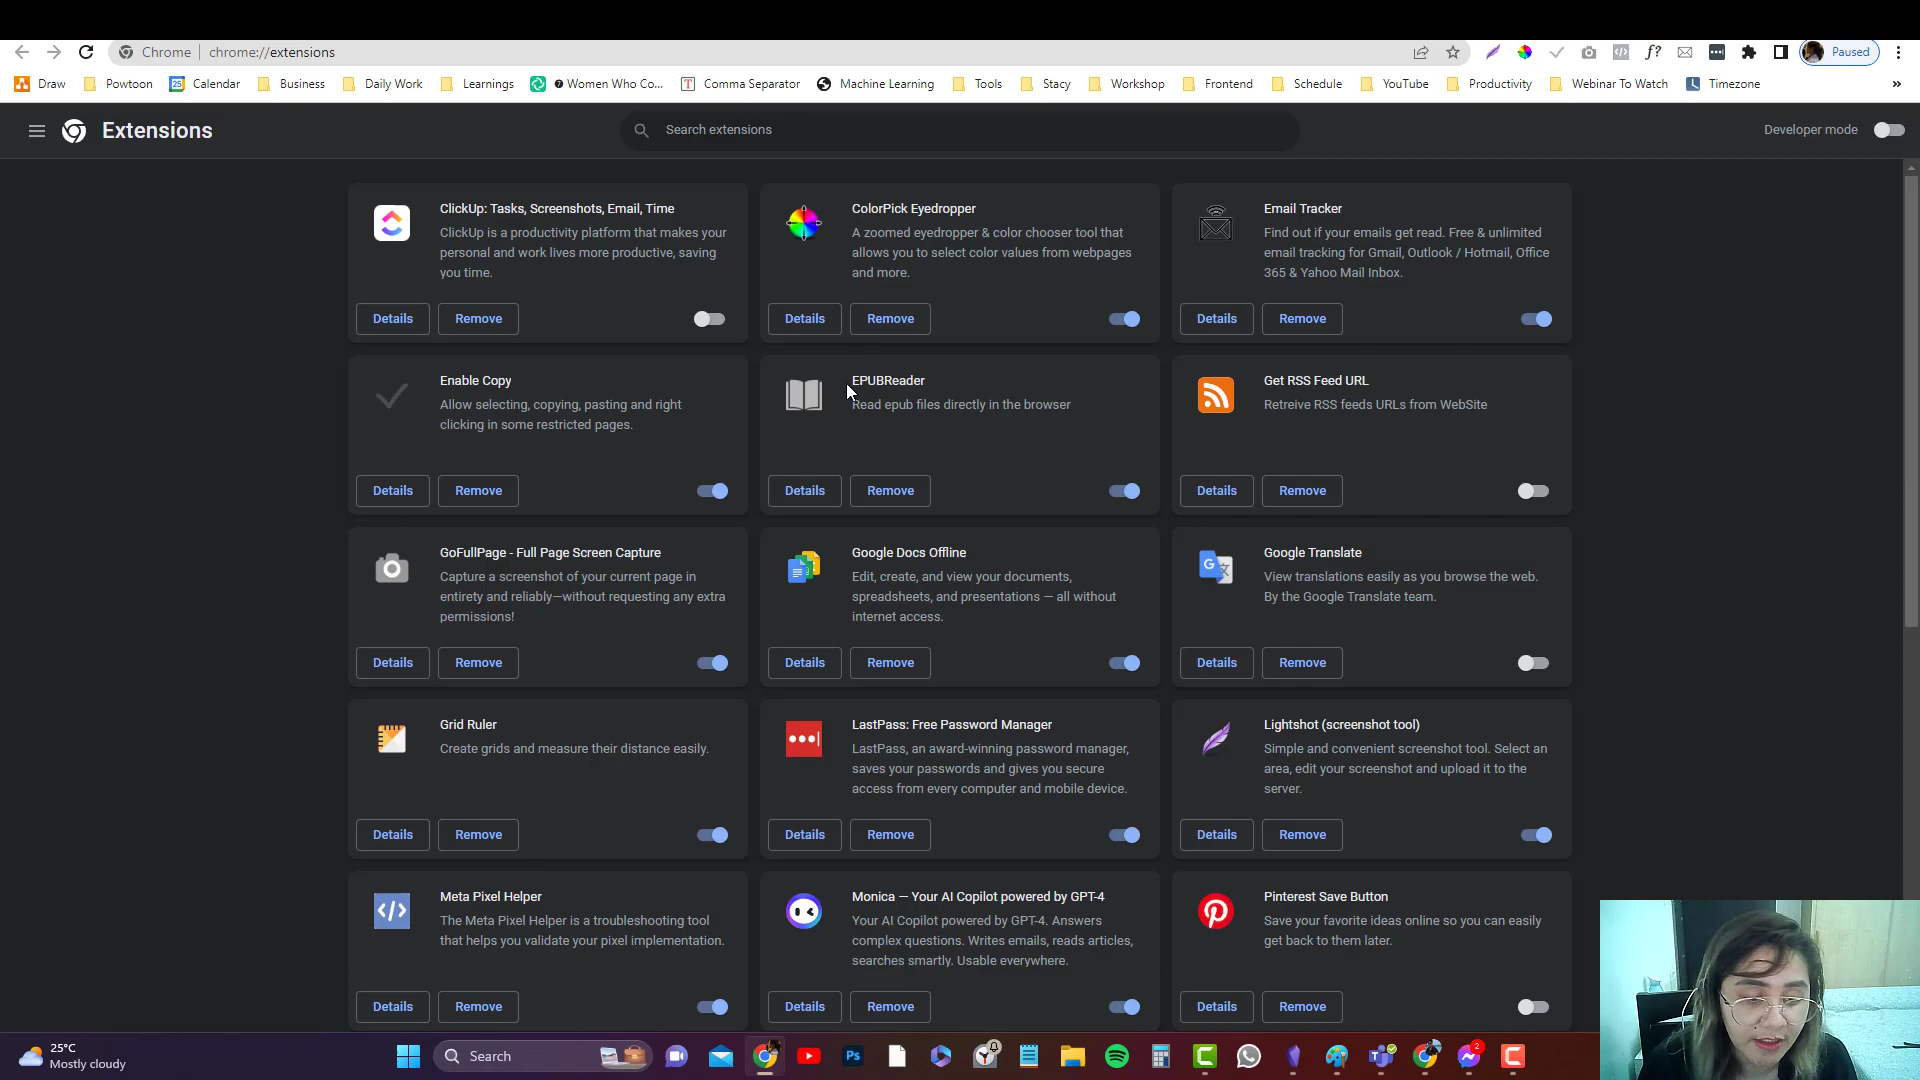 Chrome
chrome://extensions
f?
Paused
Draw
Powtoon
Calendar
Business
Daily Work
Learnings
Women Who Co...
Comma Separator
Machine Learning
Tools
Stacy
Workshop
Frontend
Schedule
YouTube
Productivity
Webinar To Watch
Timezone
»
Extensions
Search extensions
Developer mode
ClickUp: Tasks, Screenshots, Email, Time
ClickUp is a productivity platform that makes your
personal and work lives more productive, saving
you time.
Details
Remove
ColorPick Eyedropper
A zoomed eyedropper & color chooser tool that
allows you to select color values from webpages
and more.
Details
Remove
Email Tracker
Find out if your emails get read. Free & unlimited
email tracking for Gmail, Outlook / Hotmail, Office
365 & Yahoo Mail Inbox.
Details
Remove
Enable Copy
Allow selecting, copying, pasting and right
clicking in some restricted pages.
Details
Remove
EPUBReader
Read epub files directly in the browser
Details
Remove
Get RSS Feed URL
Retreive RSS feeds URLs from WebSite
Details
Remove
GoFullPage - Full Page Screen Capture
Capture a screenshot of your current page in
entirety and reliably—without requesting any extra
permissions!
Details
Remove
Google Docs Offline
Edit, create, and view your documents,
spreadsheets, and presentations — all without
internet access.
Details
Remove
Google Translate
View translations easily as you browse the web.
By the Google Translate team.
Details
Remove
Grid Ruler
Create grids and measure their distance easily.
Details
Remove
LastPass: Free Password Manager
LastPass, an award-winning password manager,
saves your passwords and gives you secure
access from every computer and mobile device.
Details
Remove
Lightshot (screenshot tool)
Simple and convenient screenshot tool. Select an
area, edit your screenshot and upload it to the
server.
Details
Remove
Meta Pixel Helper
The Meta Pixel Helper is a troubleshooting tool
that helps you validate your pixel implementation.
Details
Remove
Monica — Your AI Copilot powered by GPT-4
Your AI Copilot powered by GPT-4. Answers
complex questions. Writes emails, reads articles,
searches smartly. Usable everywhere.
Details
Remove
Pinterest Save Button
Save your favorite ideas online so you can easily
get back to them later.
Details
Remove
25°C
Mostly cloudy
Search
Ps
2